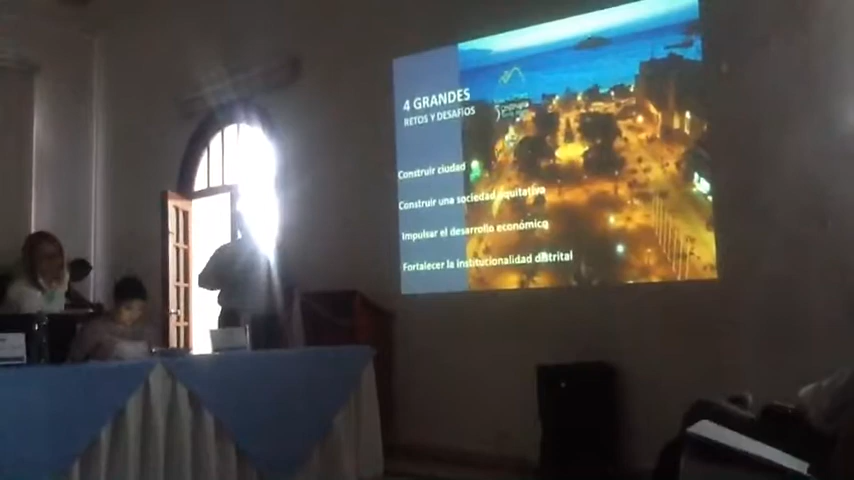 4 GRANDES
RETOS Y DESAFÍOS
Construir ciudad
Construir una sociedad equitativa
Impulsar el desarrollo económico
Fortalecer la institucionalidad distrital